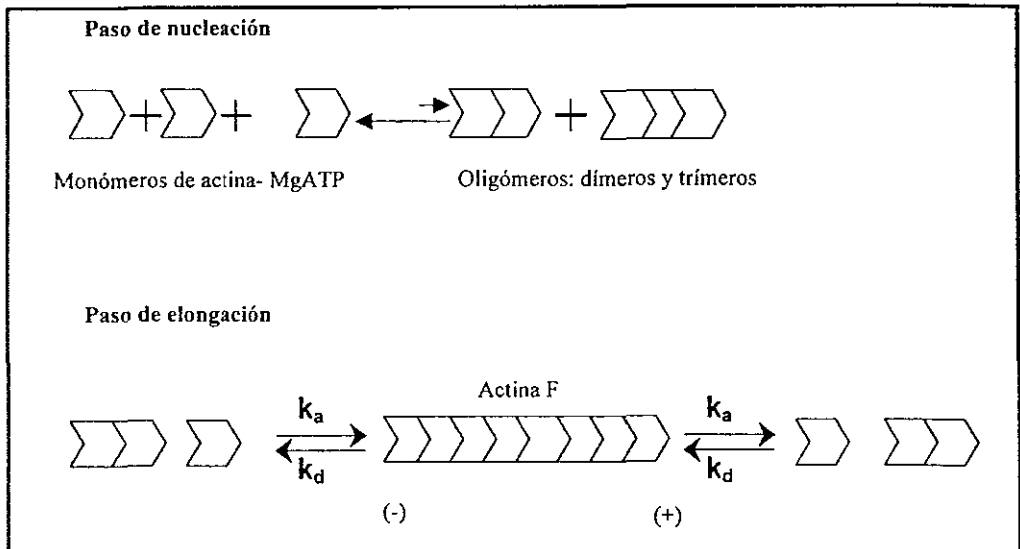 Paso de nucleación
+ + +
Monómeros de actina- MgATP Oligómeros: dímeros y trímeros
Paso de elongación
Actina F
ka ka
kd kd
(-) (+)